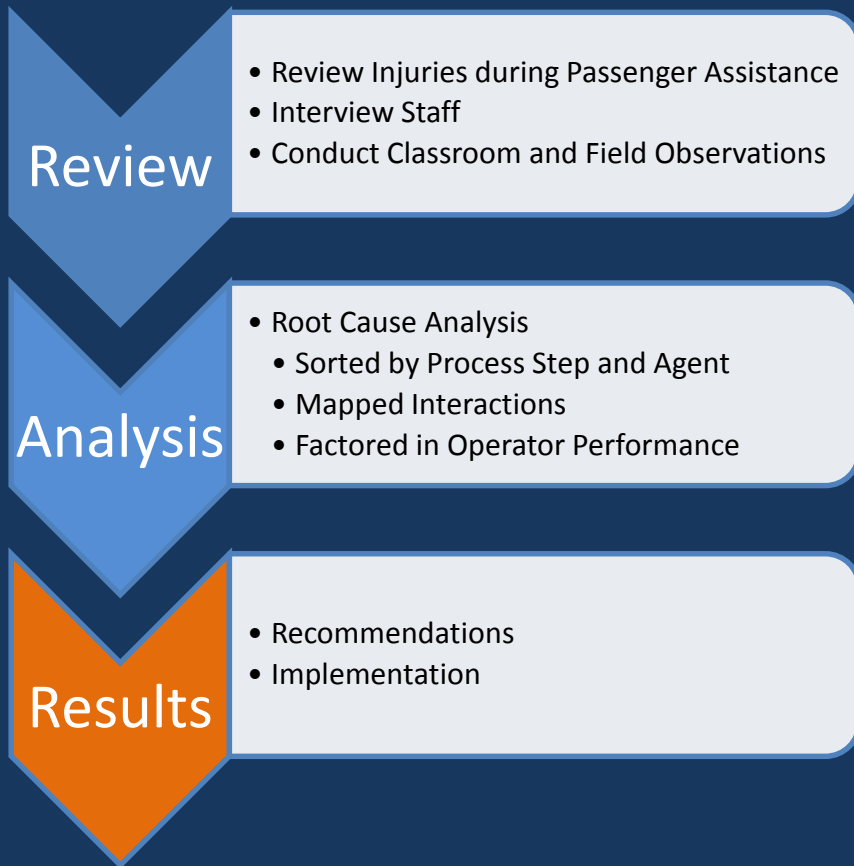 Review
• Review Injuries during Passenger Assistance
• Interview Staff
• Conduct Classroom and Field Observations
Analysis
• Root Cause Analysis
• Sorted by Process Step and Agent
• Mapped Interactions
• Factored in Operator Performance
Results
• Recommendations
• Implementation